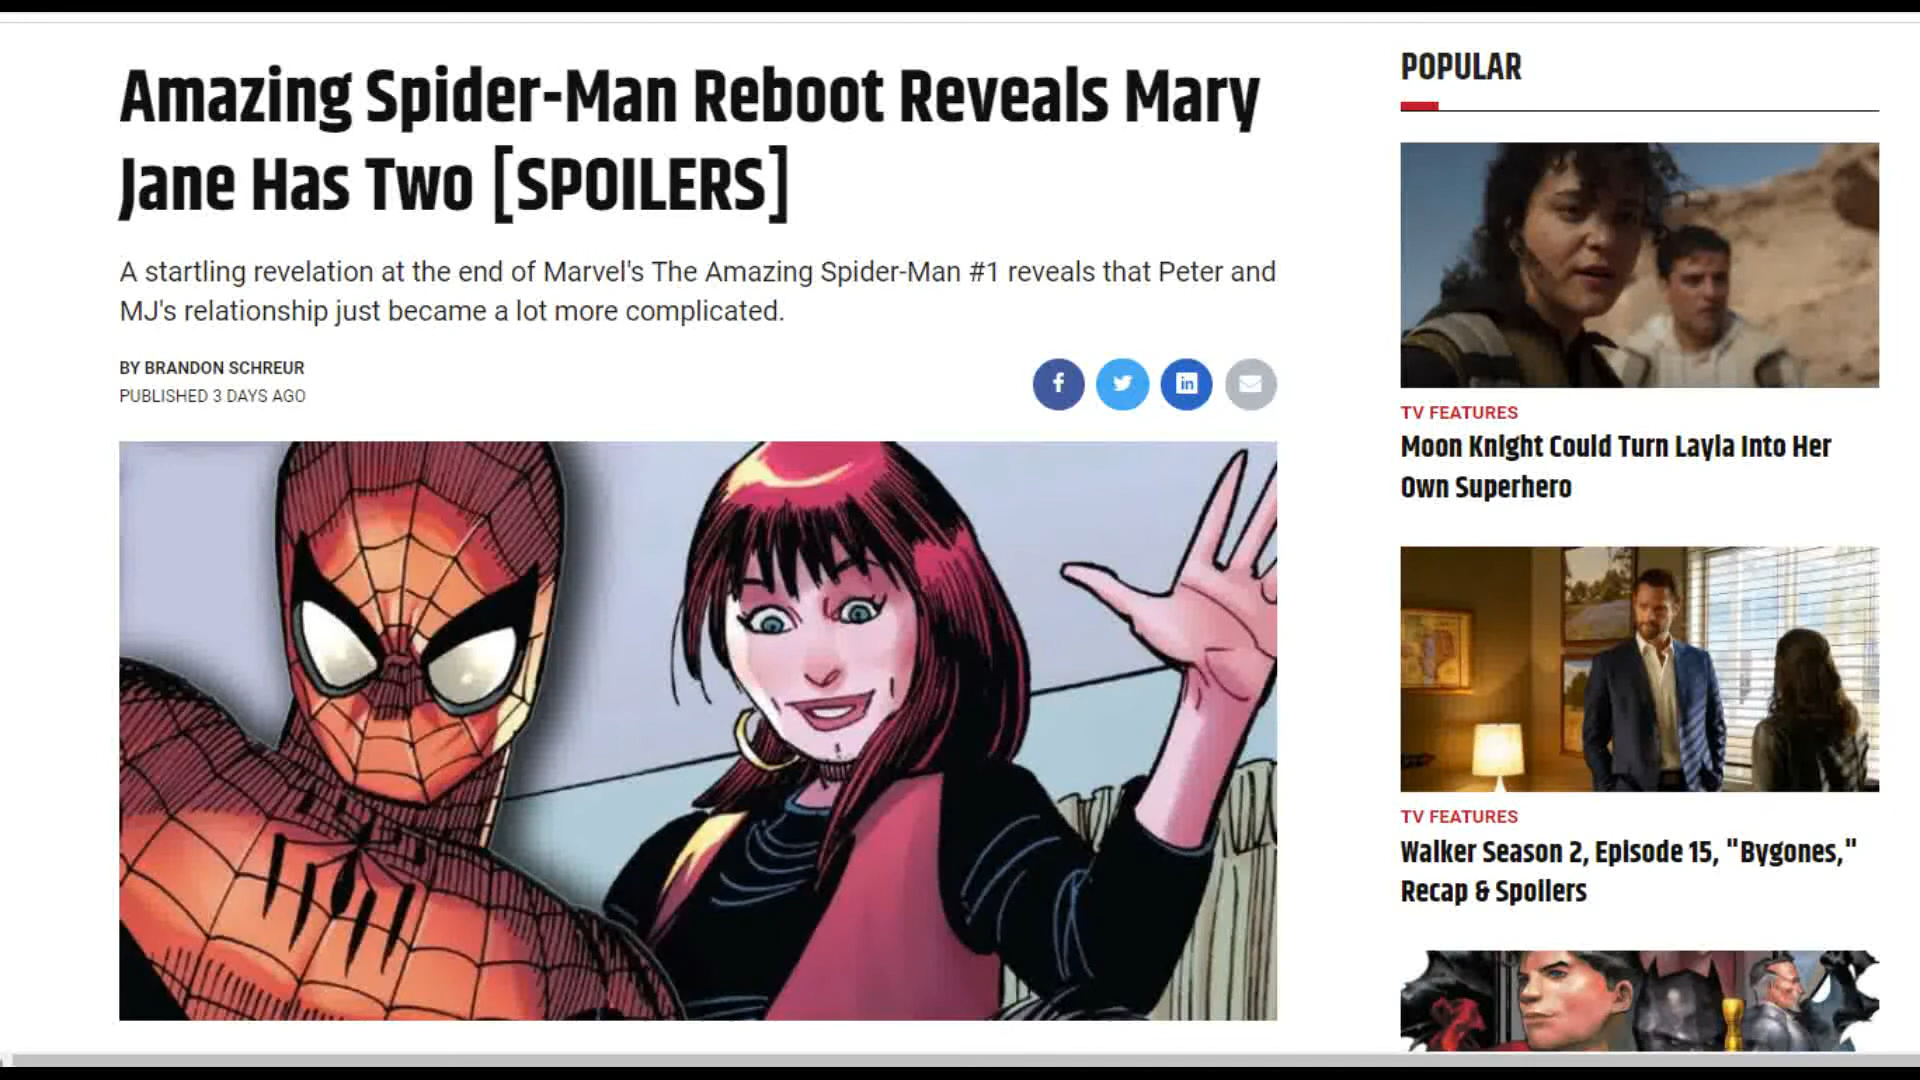 Amazing Spider-Man Reboot Reveals Mary
Jane Has Two [SPOILERS]
A startling revelation at the end of Marvel's The Amazing Spider-Man #1 reveals that Peter and
MJ's relationship just became a lot more complicated.
BY BRANDON SCHREUR
PUBLISHED 3 DAYS AGO
POPULAR
TV FEATURES
Moon Knight Could Turn Layla Into Her
Own Superhero
TV FEATURES
Walker Season 2, Episode 15, "Bygones,"
Recap & Spoilers